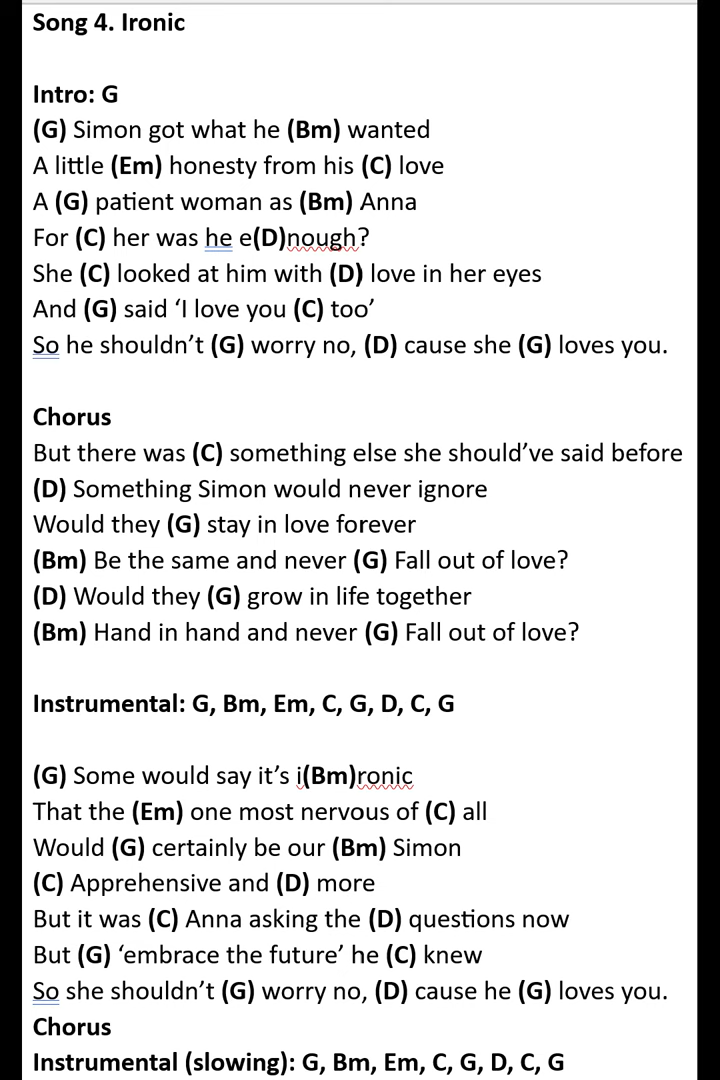 Song 4. Ironic
Intro: G
(G) Simon got what he (Bm) wanted
A little (Em) honesty from his (C) love
A (G) patient woman as (Bm) Anna
For (C) her was he e(D)nough?
She (C) looked at him with (D) love in her eyes
And (G) said ‘I love you (C) too’
So he shouldn’t (G) worry no, (D) cause she (G) loves you.
Chorus
But there was (C) something else she should’ve said before
(D) Something Simon would never ignore
Would they (G) stay in love forever
(Bm) Be the same and never (G) Fall out of love?
(D) Would they (G) grow in life together
(Bm) Hand in hand and never (G) Fall out of love?
Instrumental: G, Bm, Em, C, G, D, C, G
(G) Some would say it’s i(Bm)ronic
That the (Em) one most nervous of (C) all
Would (G) certainly be our (Bm) Simon
(C) Apprehensive and (D) more
But it was (C) Anna asking the (D) questions now
But (G) ‘embrace the future’ he (C) knew
So she shouldn’t (G) worry no, (D) cause he (G) loves you.
Chorus
Instrumental (slowing): G, Bm, Em, C, G, D, C, G